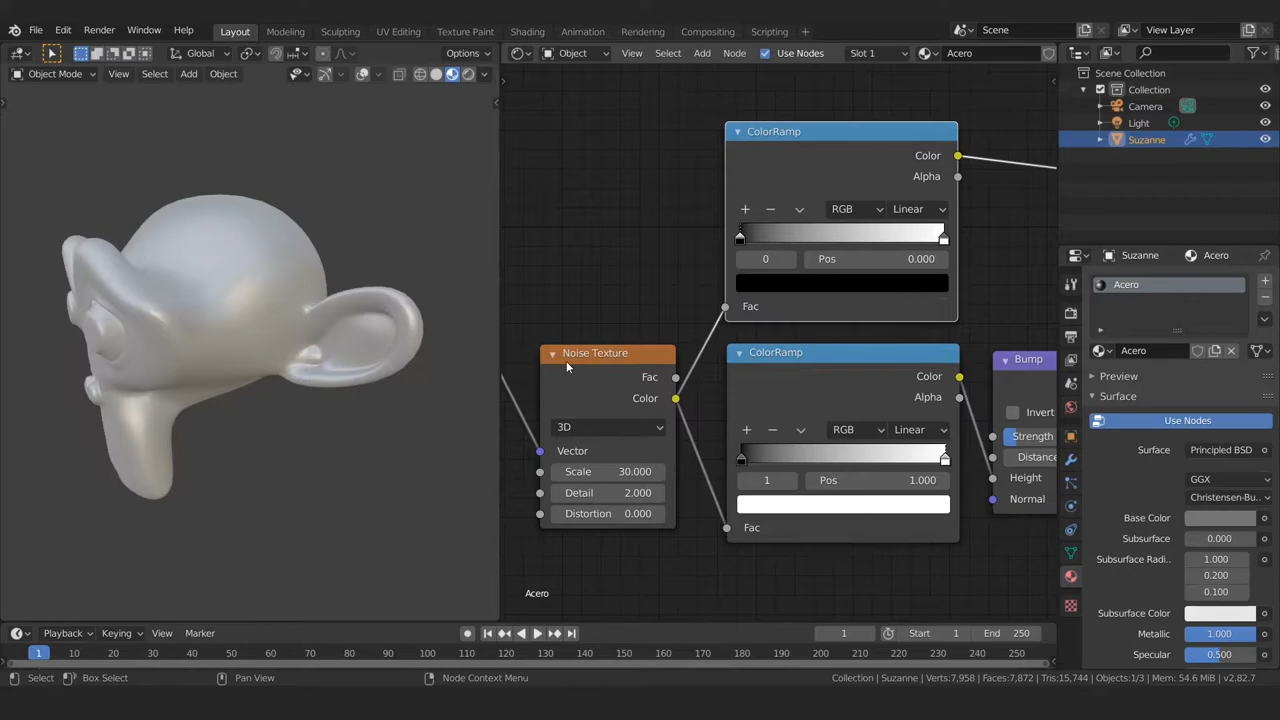 File Edit Render Window Help Layout Modeling Sculpting UV Editing Texture Paint Shading Animation Rendering Compositing Scripting Scene View Layer
Global Options Object View Select Add Node Use Nodes Slot 1 Acero
Object Mode View Select Add Object
Scene Collection
Collection
Camera
Light
Suzanne
ColorRamp
Color
Alpha
RGB Linear
0 Pos 0.000
Fac
Noise Texture
Fac
Color
3D
Vector
Scale 30.000
Detail 2.000
Distortion 0.000
ColorRamp
Color
Alpha
RGB Linear
1 Pos 1.000
Fac
Bump
Invert
Strength
Distance
Height
Normal
Acero
Suzanne Acero
Acero
Acero
Preview
Surface
Use Nodes
Surface Principled BSD
GGX
Christensen-Bu..
Base Color
Subsurface 0.000
Subsurface Radi.. 1.000
0.200
0.100
Subsurface Color
Metallic 1.000
Specular 0.500
Playback Keying View Marker 1 Start 1 End 250
1 10 20 30 40 50 60 70 80 90 100 110 120 130 140 150 160 170 180 190 200 210 220 230 240 250
Select Box Select Pan View Node Context Menu Collection | Suzanne | Verts:7,958 | Faces:7,872 | Tris:15,744 | Objects:1/3 | Mem: 54.6 MiB | v2.82.7